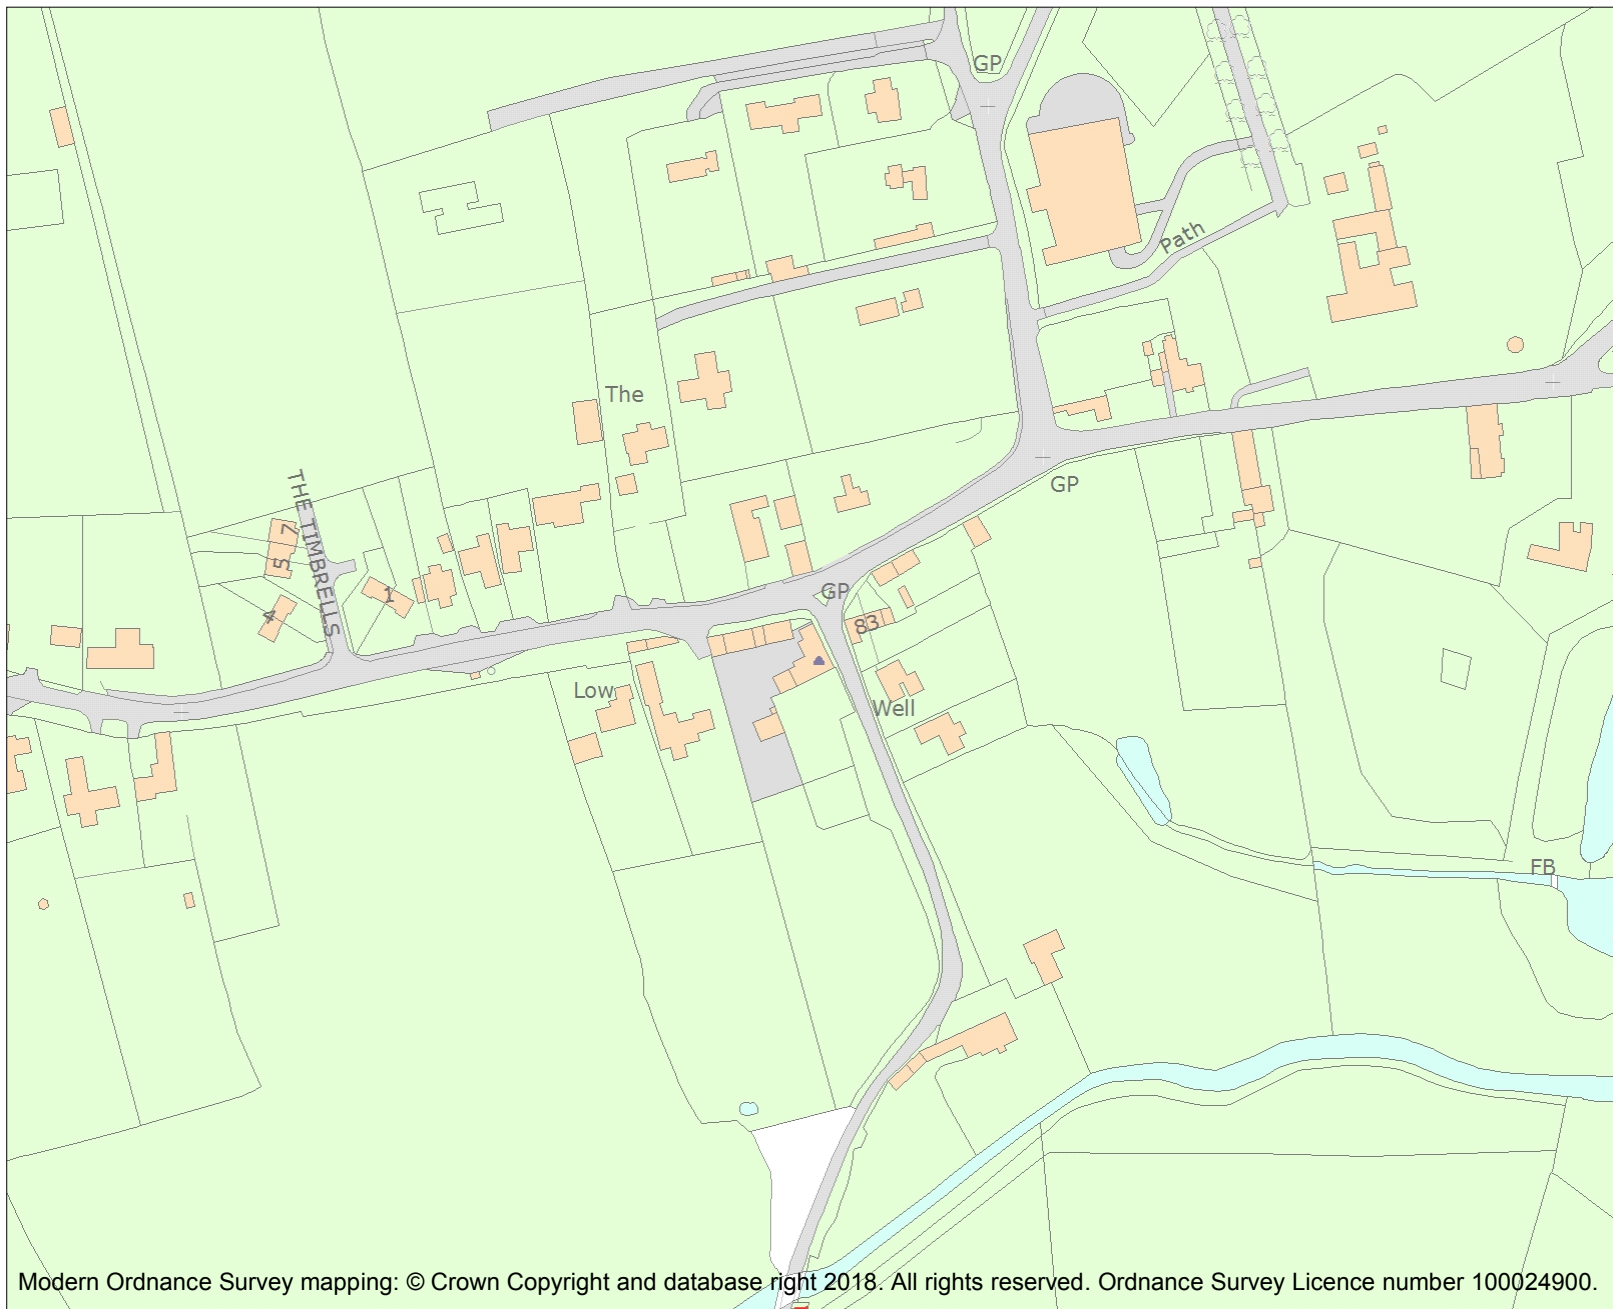 GP
Path
The
THE TIMBRELLS
GP
7
5
1
4
GP
83
Low
Well
FB
Modern Ordnance Survey mapping: © Crown Copyright and database right 2018. All rights reserved. Ordnance Survey Licence number 100024900.